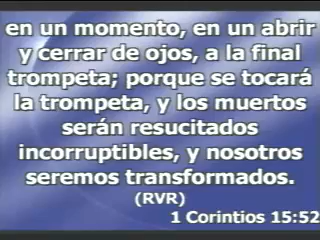 en un momento, en un abrir
y cerrar de ojos, a la final
trompeta; porque se tocará
la trompeta, y los muertos
serán resucitados
incorruptibles, y nosotros
seremos transformados.
(RVR)
1 Corintios 15:52